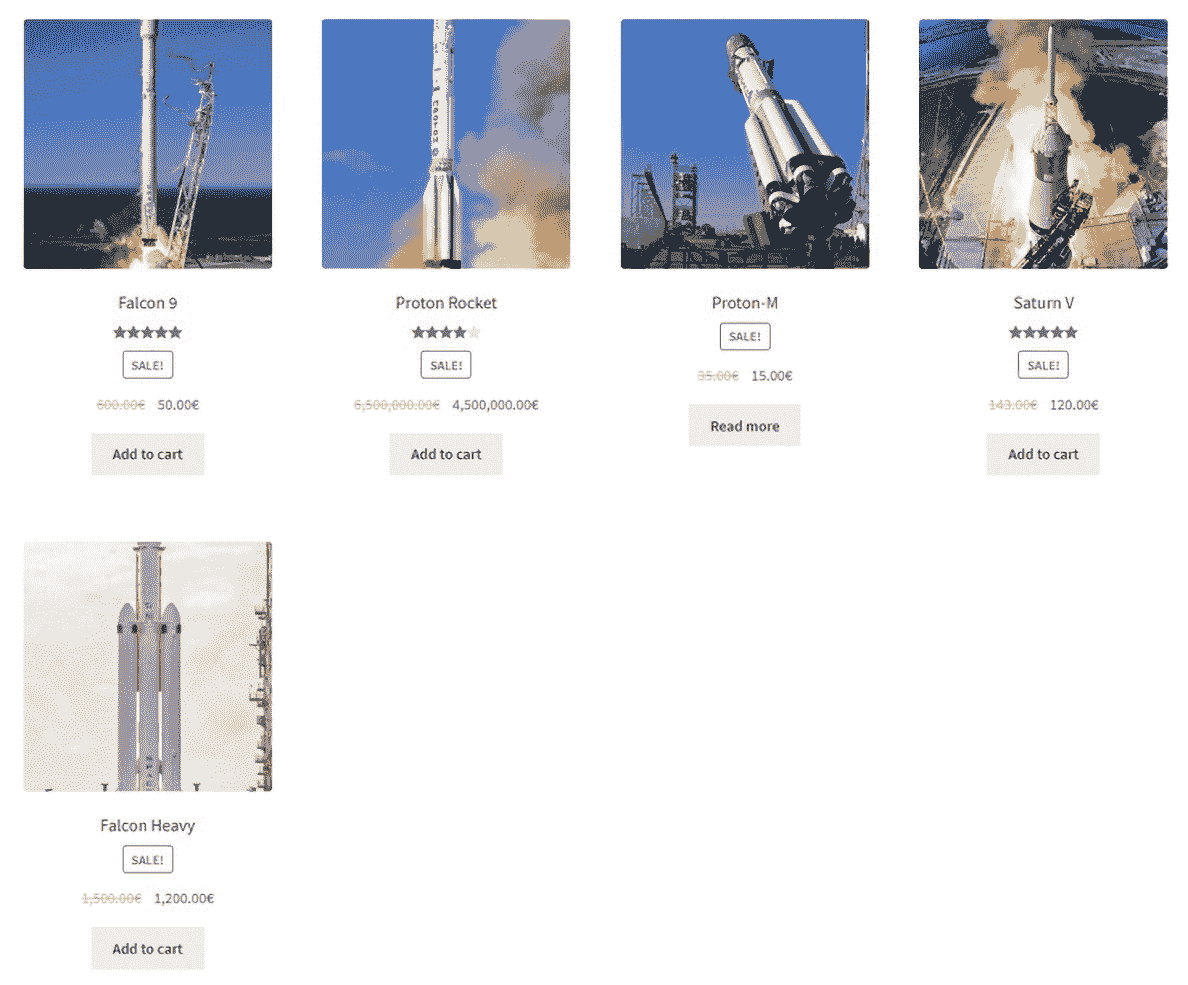 Falcon 9
SALE!
600.00€ 50.00€
Add to cart
Proton Rocket
SALE!
6,500,000.00€ 4,500,000.00€
Add to cart
Proton-M
SALE!
35.00€ 15.00€
Read more
Saturn V
SALE!
143.00€ 120.00€
Add to cart
Falcon Heavy
SALE!
1,500.00€ 1,200.00€
Add to cart